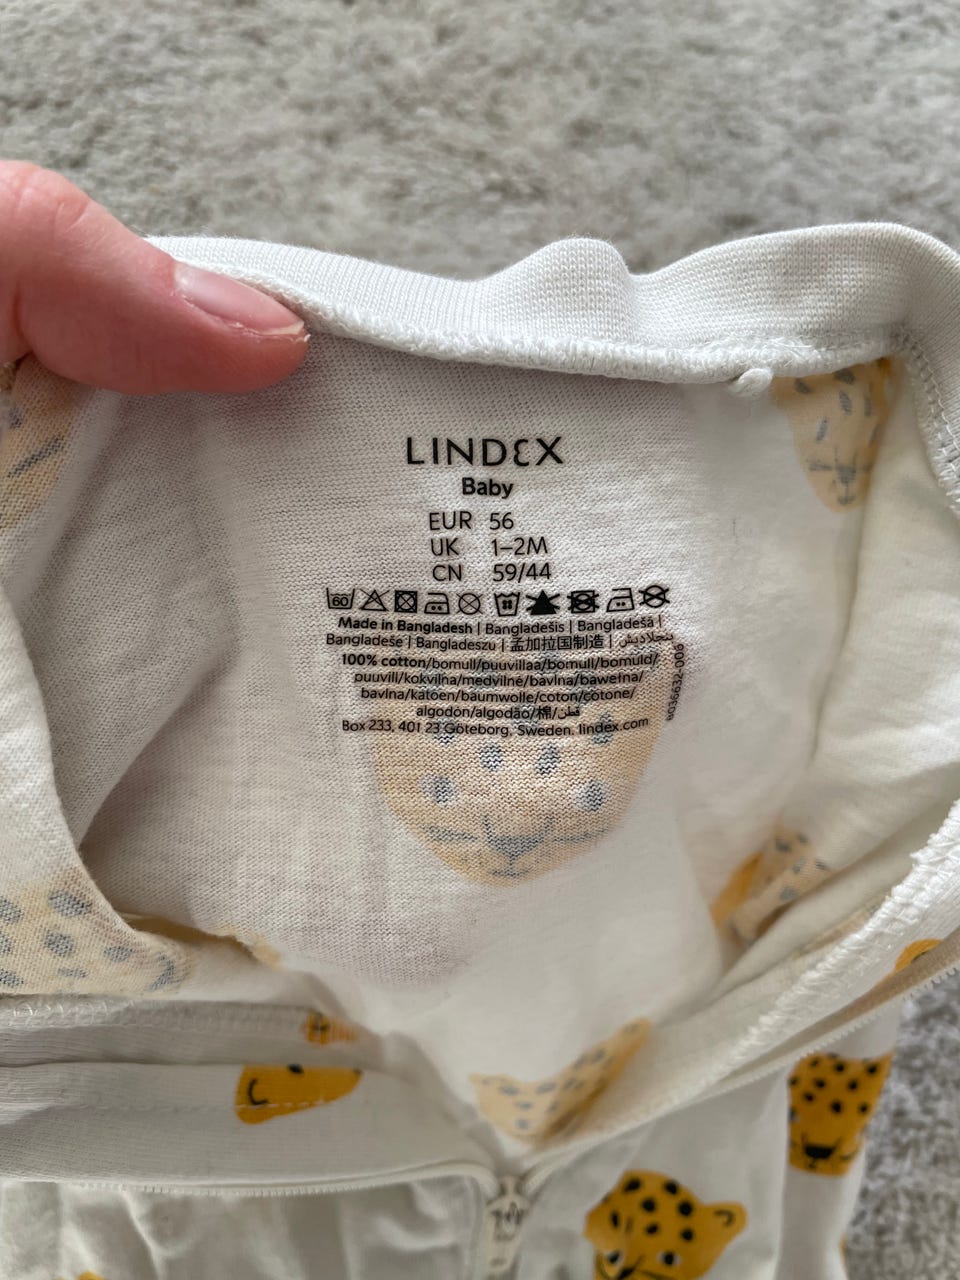 LINDEX
Baby
EUR 56
UK 1-2M
CN 59/44
60
Made in Bangladesh | Bangladešis | Bangladešā |
Bangladeše | Bangladeszu | 孟加拉国制造 | بنجلاديش
100% cotton/bomull/puuvillaa/bomull/bomuld/
puuvill/kokvilna/medvilnė/bavlna/bawełna/
bavlna/katoen/baumwolle/coton/cotone/
algodón/algodão/棉/قطن
Box 233, 401 23 Göteborg, Sweden. lindex.com